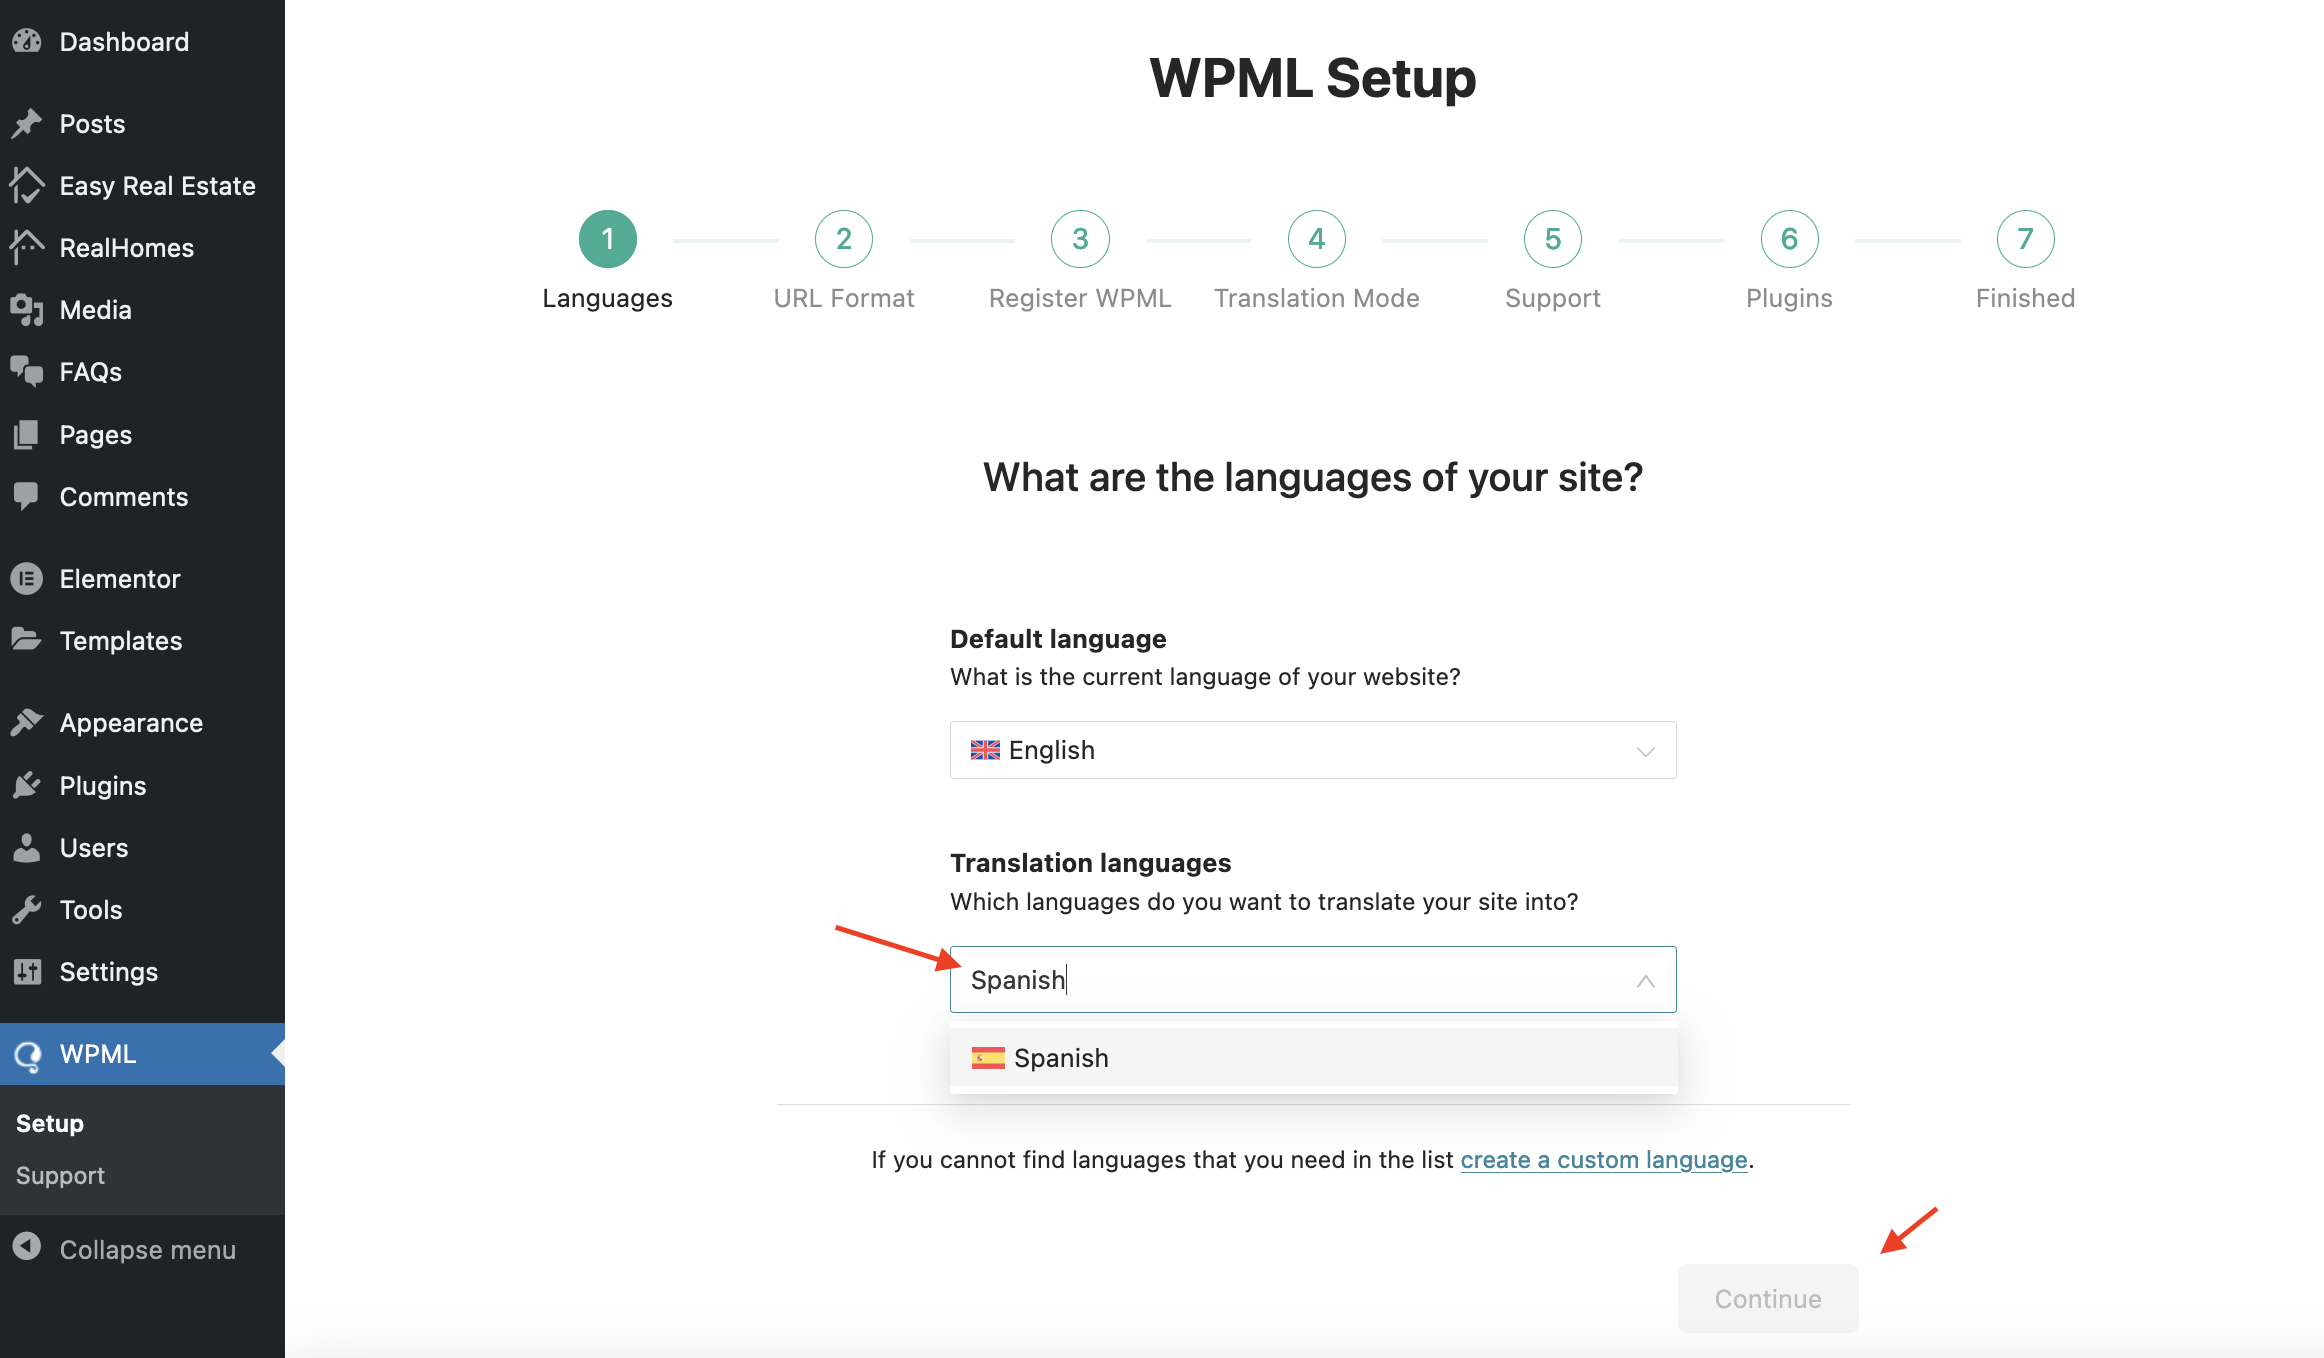 Dashboard
Posts
Easy Real Estate
RealHomes
Media
FAQs
Pages
Comments
Elementor
Templates
Appearance
Plugins
Users
Tools
Settings
WPML
Setup
Support
Collapse menu
WPML Setup
1 2 3 4 5 6 7
Languages URL Format Register WPML Translation Mode Support Plugins Finished
What are the languages of your site?
Default language
What is the current language of your website?
English
Translation languages
Which languages do you want to translate your site into?
Spanish
Spanish
If you cannot find languages that you need in the list create a custom language.
Continue